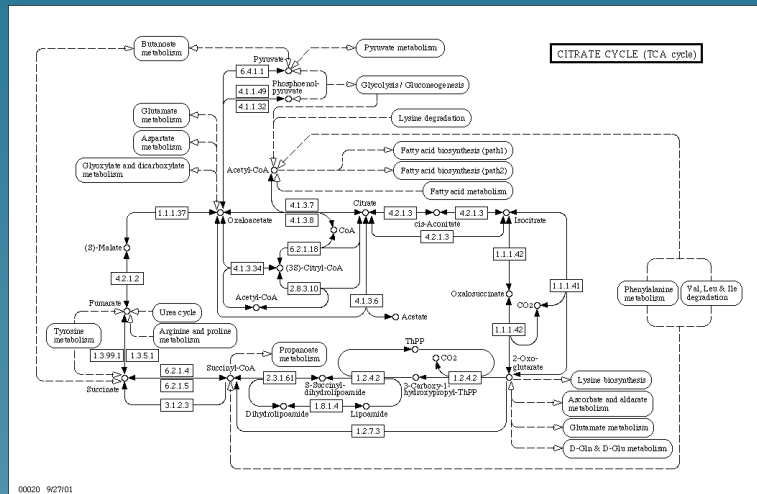 CITRATE CYCLE (TCA cycle)
Butanoate
metabolism
Pyruvate
Pyruvate metabolism
6.4.1.1
4.1.1.49
4.1.1.32
Phosphoenol-
pyruvate
Glycolysis / Gluconeogenesis
Glutamate
metabolism
Aspartate
metabolism
Glyoxylate and dicarboxylate
metabolism
Lysine degradation
Acetyl-CoA
Fatty acid biosynthesis (path1)
Fatty acid biosynthesis (path2)
Fatty acid metabolism
1.1.1.37
Oxaloacetate
4.1.3.7
4.1.3.8
Citrate
4.2.1.3
cis-Aconitate
4.2.1.3
Isocitrate
4.2.1.3
CoA
(S)-Malate
6.2.1.18
4.1.3.34
(3S)-Citryl-CoA
2.8.3.10
Acetyl-CoA
4.1.3.6
Acetate
1.1.1.42
Oxalosuccinate
1.1.1.41
CO2
1.1.1.42
4.2.1.2
Fumarate
Urea cycle
Tyrosine
metabolism
Arginine and proline
metabolism
Phenylalanine
metabolism
Val, Leu & Ile
degradation
1.3.99.1
1.3.5.1
Propanoate
metabolism
ThPP
CO2
6.2.1.4
6.2.1.5
Succinyl-CoA
Succinate
3.1.2.3
2.3.1.61
S-Succinyl-
dihydrolipoamide
1.2.4.2
3-Carboxy-1-
hydroxypropyl-ThPP
1.2.4.2
2-Oxo-
glutarate
Dihydrolipoamide
1.8.1.4
Lipoamide
1.2.7.3
Lysine biosynthesis
Ascorbate and aldarate
metabolism
Glutamate metabolism
D-Gln & D-Glu metabolism
00020 9/27/01